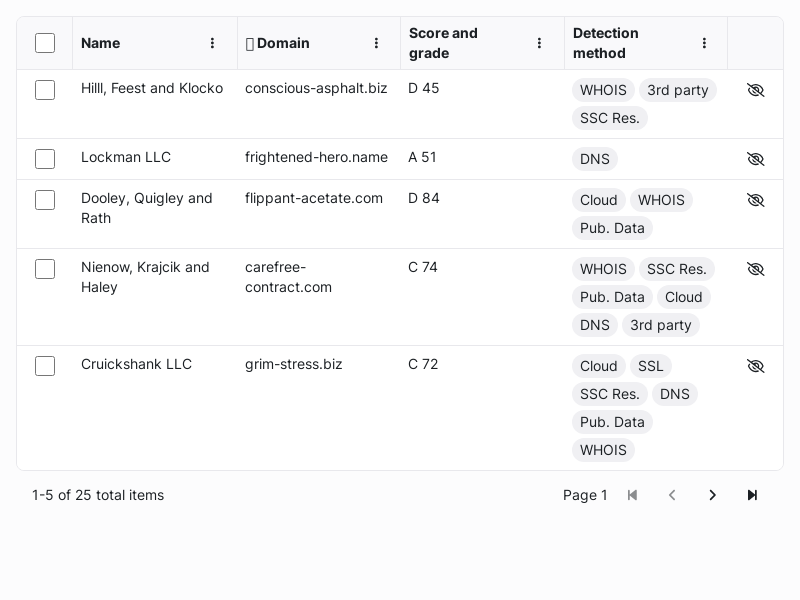 Name
Domain
Score and
grade
Detection
method
Hilll, Feest and Klocko
conscious-asphalt.biz
D 45
WHOIS 3rd party
SSC Res.
Lockman LLC
frightened-hero.name
A 51
DNS
Dooley, Quigley and
Rath
flippant-acetate.com
D 84
Cloud WHOIS
Pub. Data
Nienow, Krajcik and
Haley
carefree-
contract.com
C 74
WHOIS SSC Res.
Pub. Data Cloud
DNS 3rd party
Cruickshank LLC
grim-stress.biz
C 72
Cloud SSL
SSC Res. DNS
Pub. Data
WHOIS
1-5 of 25 total items
Page 1